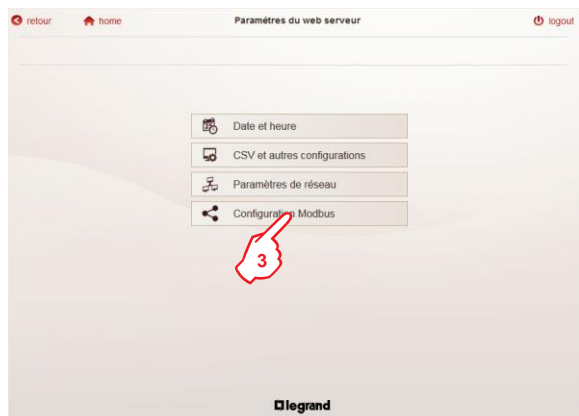 retour home Paramétres du web serveur logout
Date et heure
CSV et autres configurations
Paramètres de réseau
Configuration Modbus
3
legrand